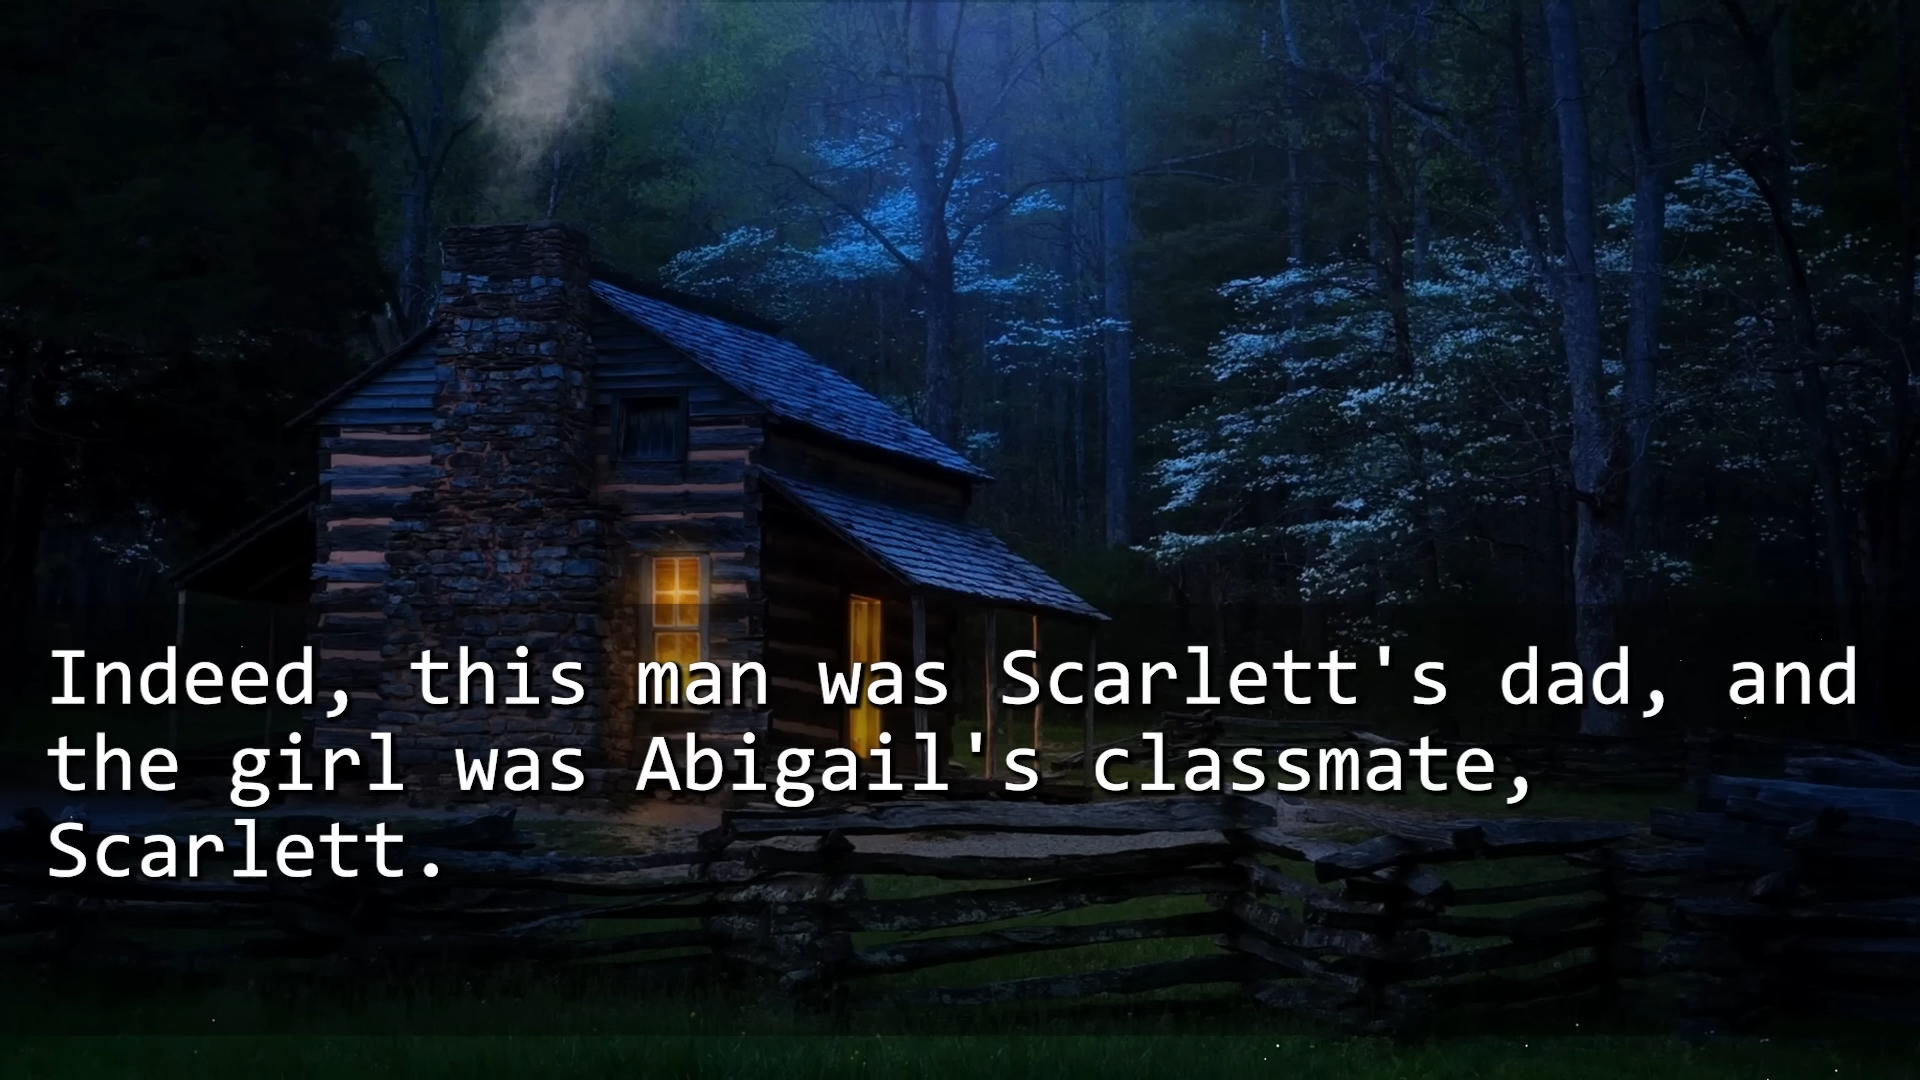 Indeed, this man was Scarlett's dad, and
the girl was Abigail's classmate,
Scarlett.